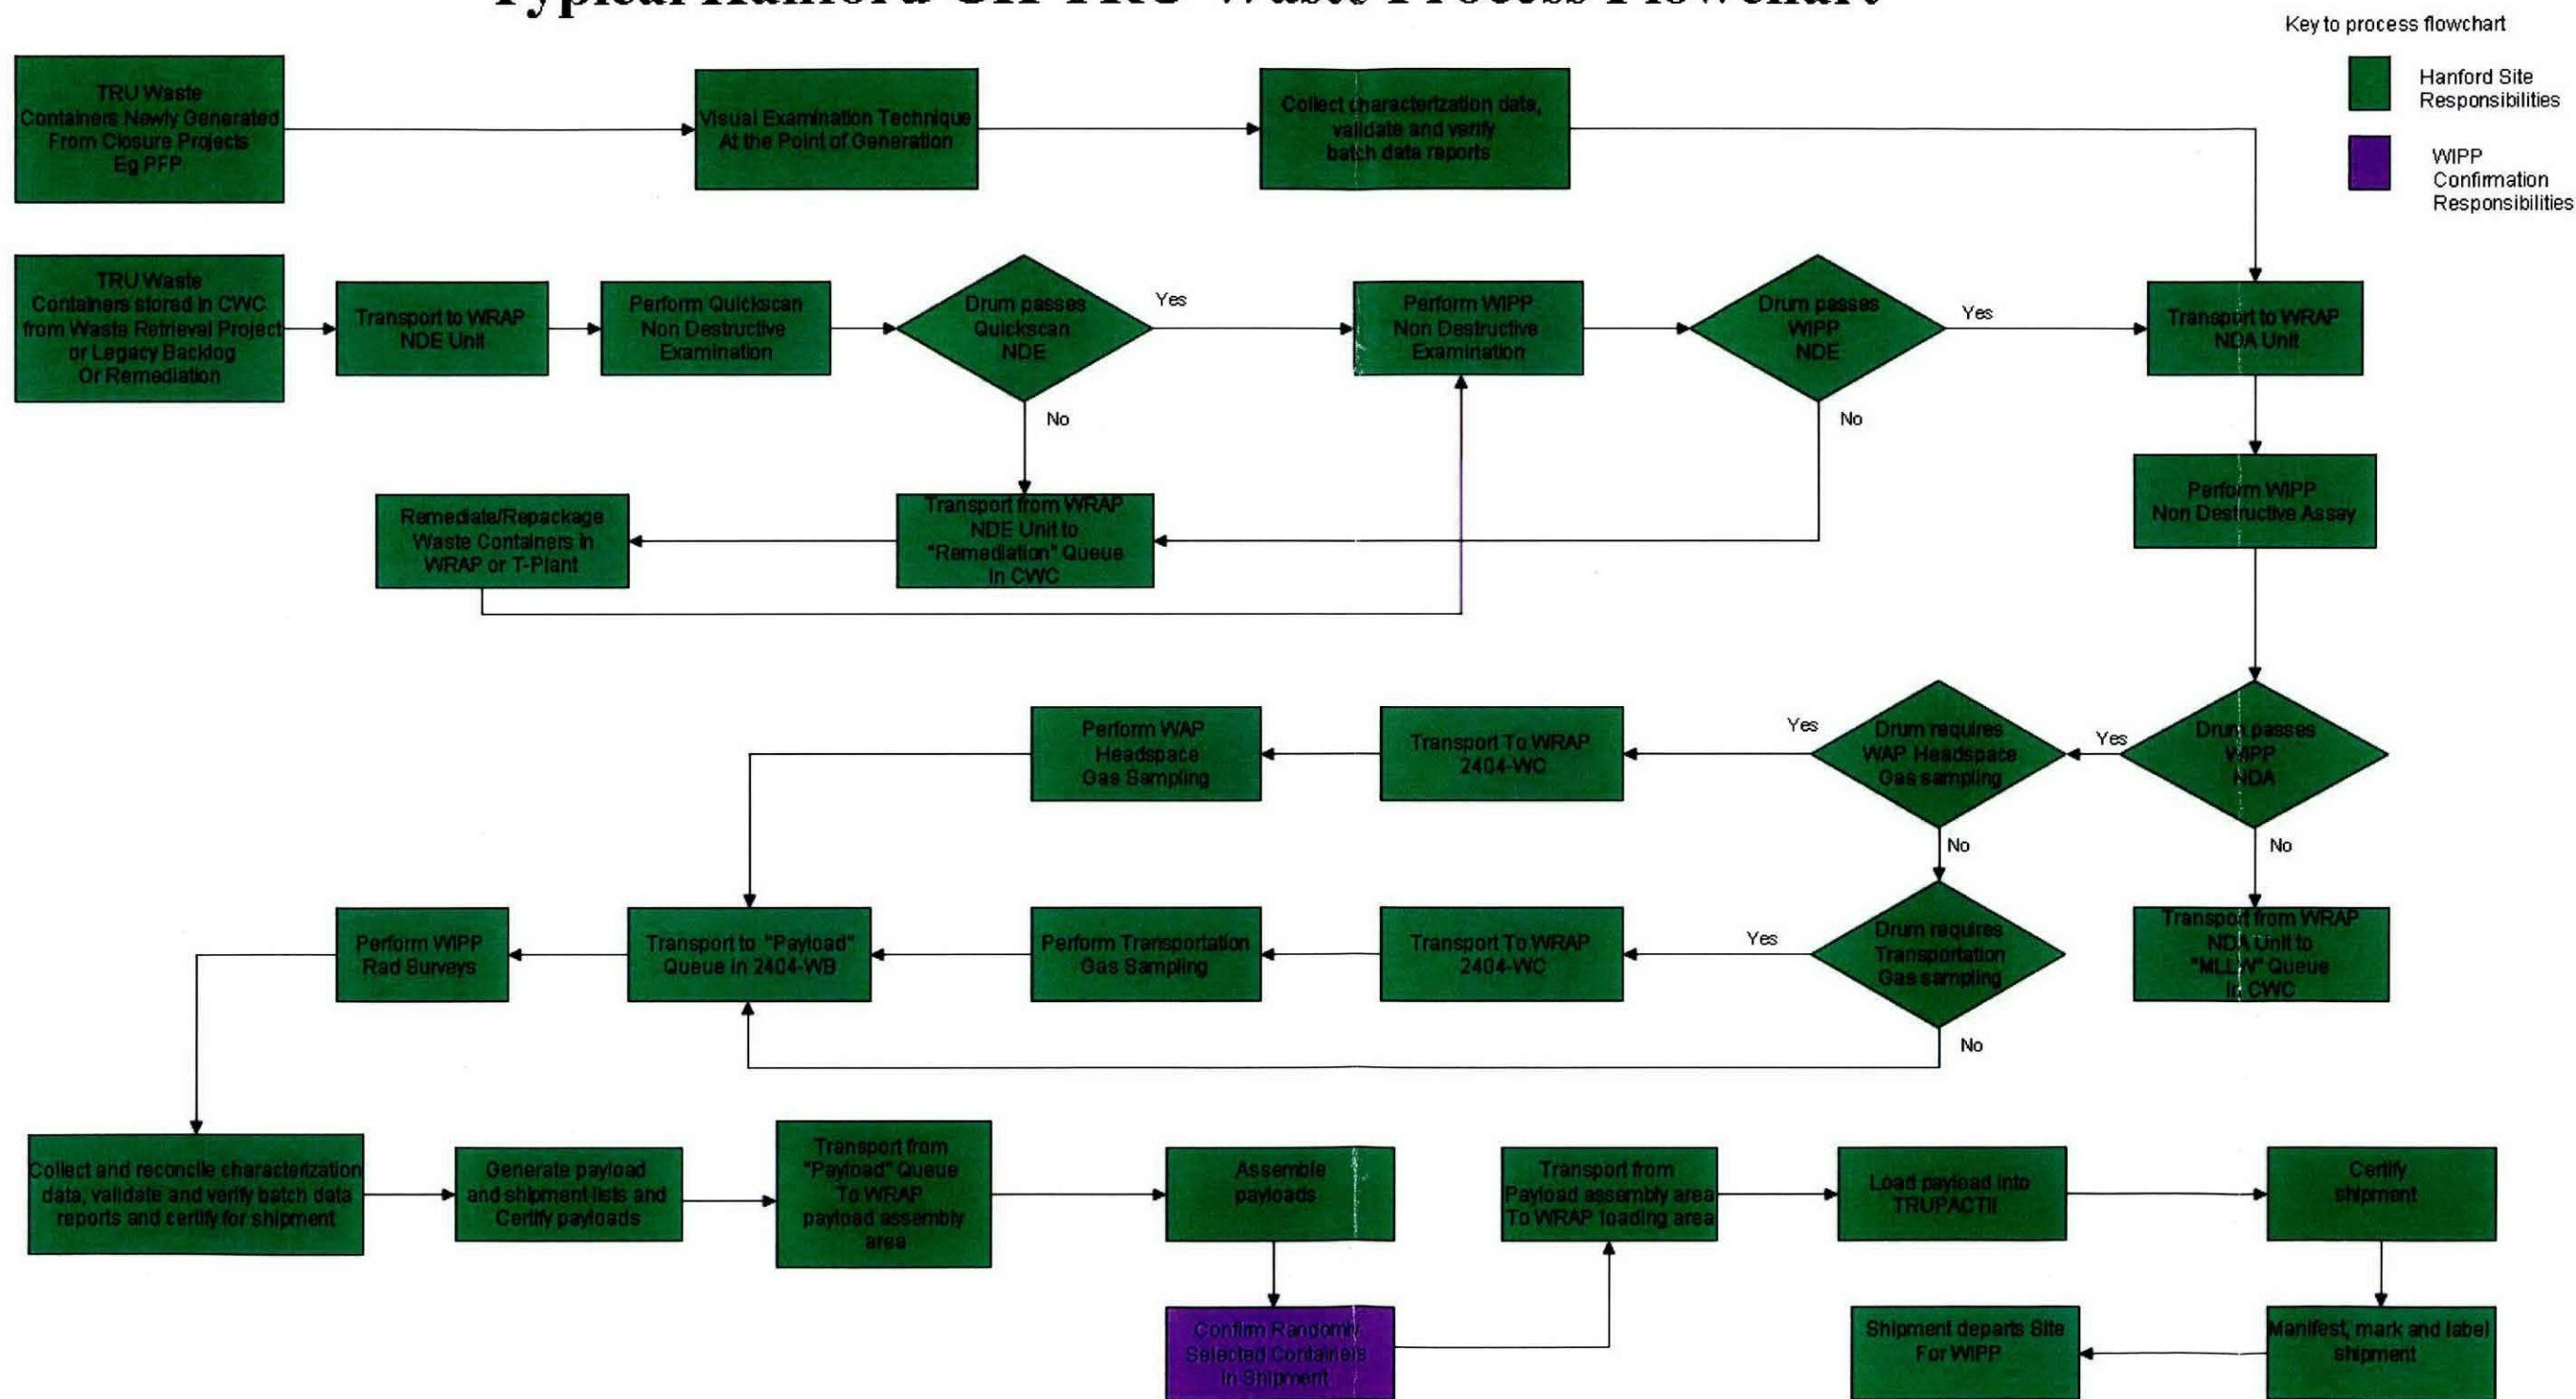 Typical Hanford CH-TRU Waste Process Flowchart
Key to process flowchart
Hanford Site
Responsibilities
WIPP
Confirmation
Responsibilities
TRU Waste
Containers Newly Generated
From Closure Projects
Eg PFP
Visual Examination Technique
At the Point of Generation
Collect characterization data,
validate and verify
batch data reports
TRU Waste
Containers stored in CWC
from Waste Retrieval Project
or Legacy Backlog
Or Remediation
Transport to WRAP
NDE Unit
Perform Quickscan
Non Destructive
Examination
Drum passes
Quickscan
NDE
Yes
No
Perform WIPP
Non Destructive
Examination
Drum passes
WIPP
NDE
Yes
No
Transport to WRAP
NDA Unit
Remediate/Repackage
Waste Containers in
WRAP or T-Plant
Transport from WRAP
NDE Unit to
"Remediation" Queue
In CWC
Perform WIPP
Non Destructive Assay
Perform WAP
Headspace
Gas Sampling
Transport To WRAP
2404-WC
Yes
Drum requires
WAP Headspace
Gas sampling
No
Yes
Drum passes
WIPP
NDA
No
Perform WIPP
Rad Surveys
Transport to "Payload"
Queue in 2404-WB
Perform Transportation
Gas Sampling
Transport To WRAP
2404-WC
Yes
Drum requires
Transportation
Gas sampling
No
Transport from WRAP
NDA Unit to
"MLLW" Queue
In CWC
Collect and reconcile characterization
data, validate and verify batch data
reports and certify for shipment
Generate payload
and shipment lists and
Certify payloads
Transport from
"Payload" Queue
To WRAP
payload assembly
area
Assemble
payloads
Transport from
Payload assembly area
To WRAP loading area
Load payload into
TRUPACTII
Certify
shipment
Confirm Randomly
Selected Containers
In Shipment
Shipment departs Site
For WIPP
Manifest, mark and label
shipment